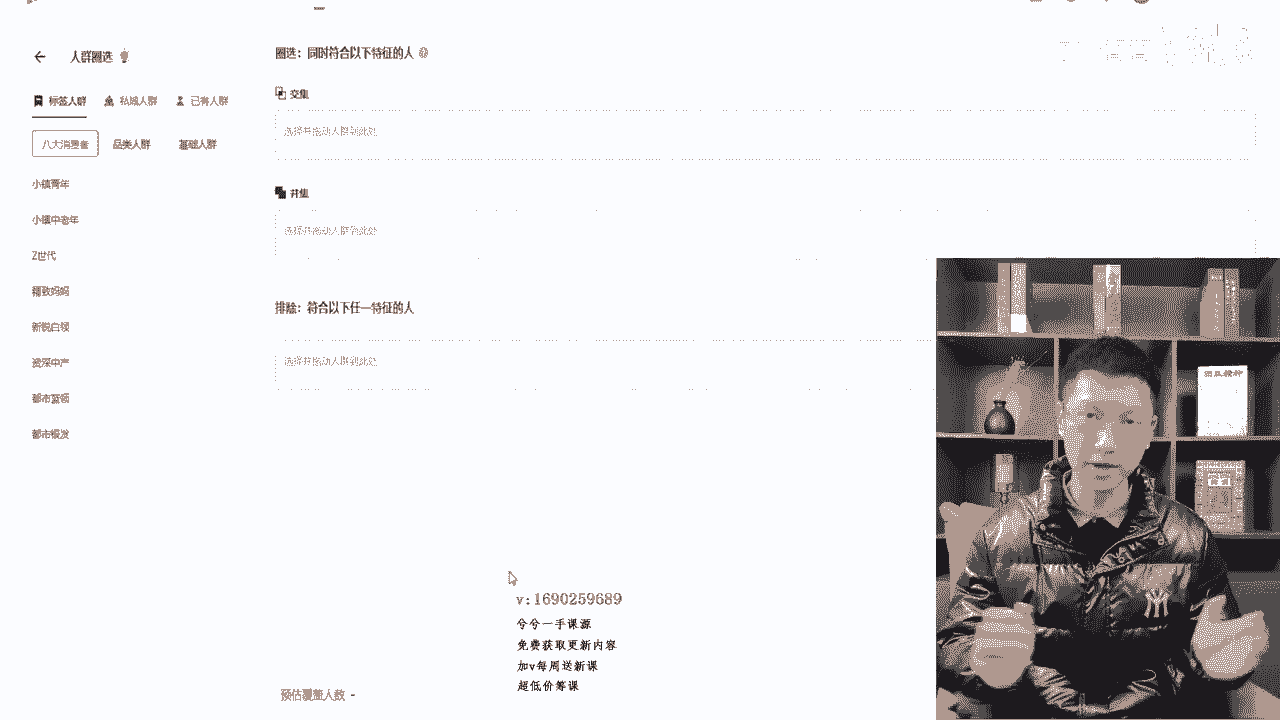 人群圈选
标签人群 私域人群 已有人群
八大消费者 品类人群 基础人群
小镇青年
小镇中老年
Z世代
精致妈妈
新锐白领
资深中产
都市蓝领
都市银发
圈选：同时符合以下特征的人
交集
选择并拖动人群到此处
并集
选择并拖动人群到此处
排除：符合以下任一特征的人
选择并拖动人群到此处
v:1690259689
兮兮一手课源
免费获取更新内容
加v每周送新课
超低价筹课
预估覆盖人数 -